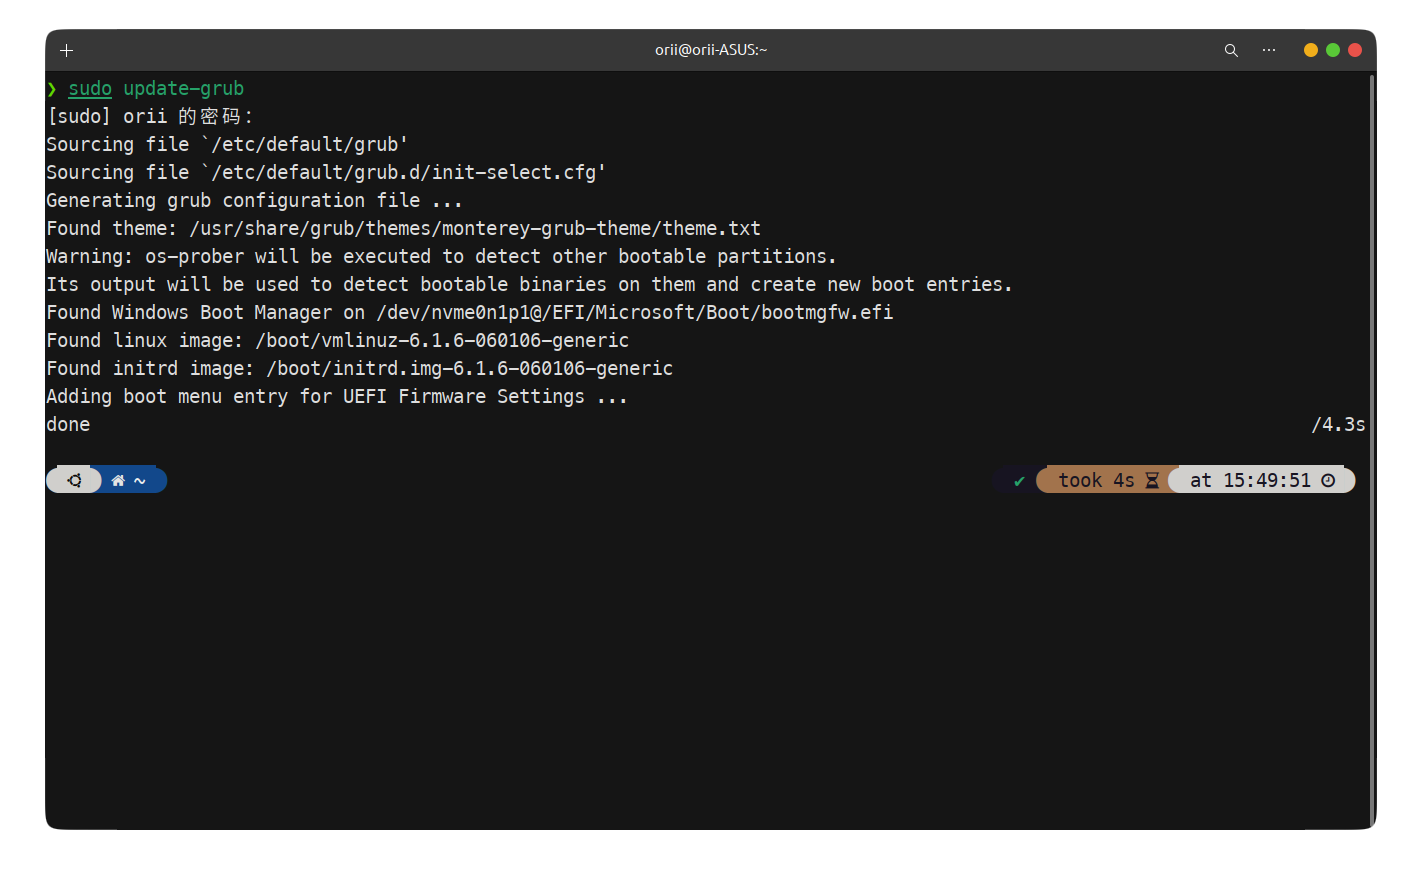 orii@orii-ASUS:~
❯ sudo update-grub
[sudo] orii 的密码：
Sourcing file `/etc/default/grub'
Sourcing file `/etc/default/grub.d/init-select.cfg'
Generating grub configuration file ...
Found theme: /usr/share/grub/themes/monterey-grub-theme/theme.txt
Warning: os-prober will be executed to detect other bootable partitions.
Its output will be used to detect bootable binaries on them and create new boot entries.
Found Windows Boot Manager on /dev/nvme0n1p1@/EFI/Microsoft/Boot/bootmgfw.efi
Found linux image: /boot/vmlinuz-6.1.6-060106-generic
Found initrd image: /boot/initrd.img-6.1.6-060106-generic
Adding boot menu entry for UEFI Firmware Settings ...
done /4.3s
~ ✔ took 4s at 15:49:51